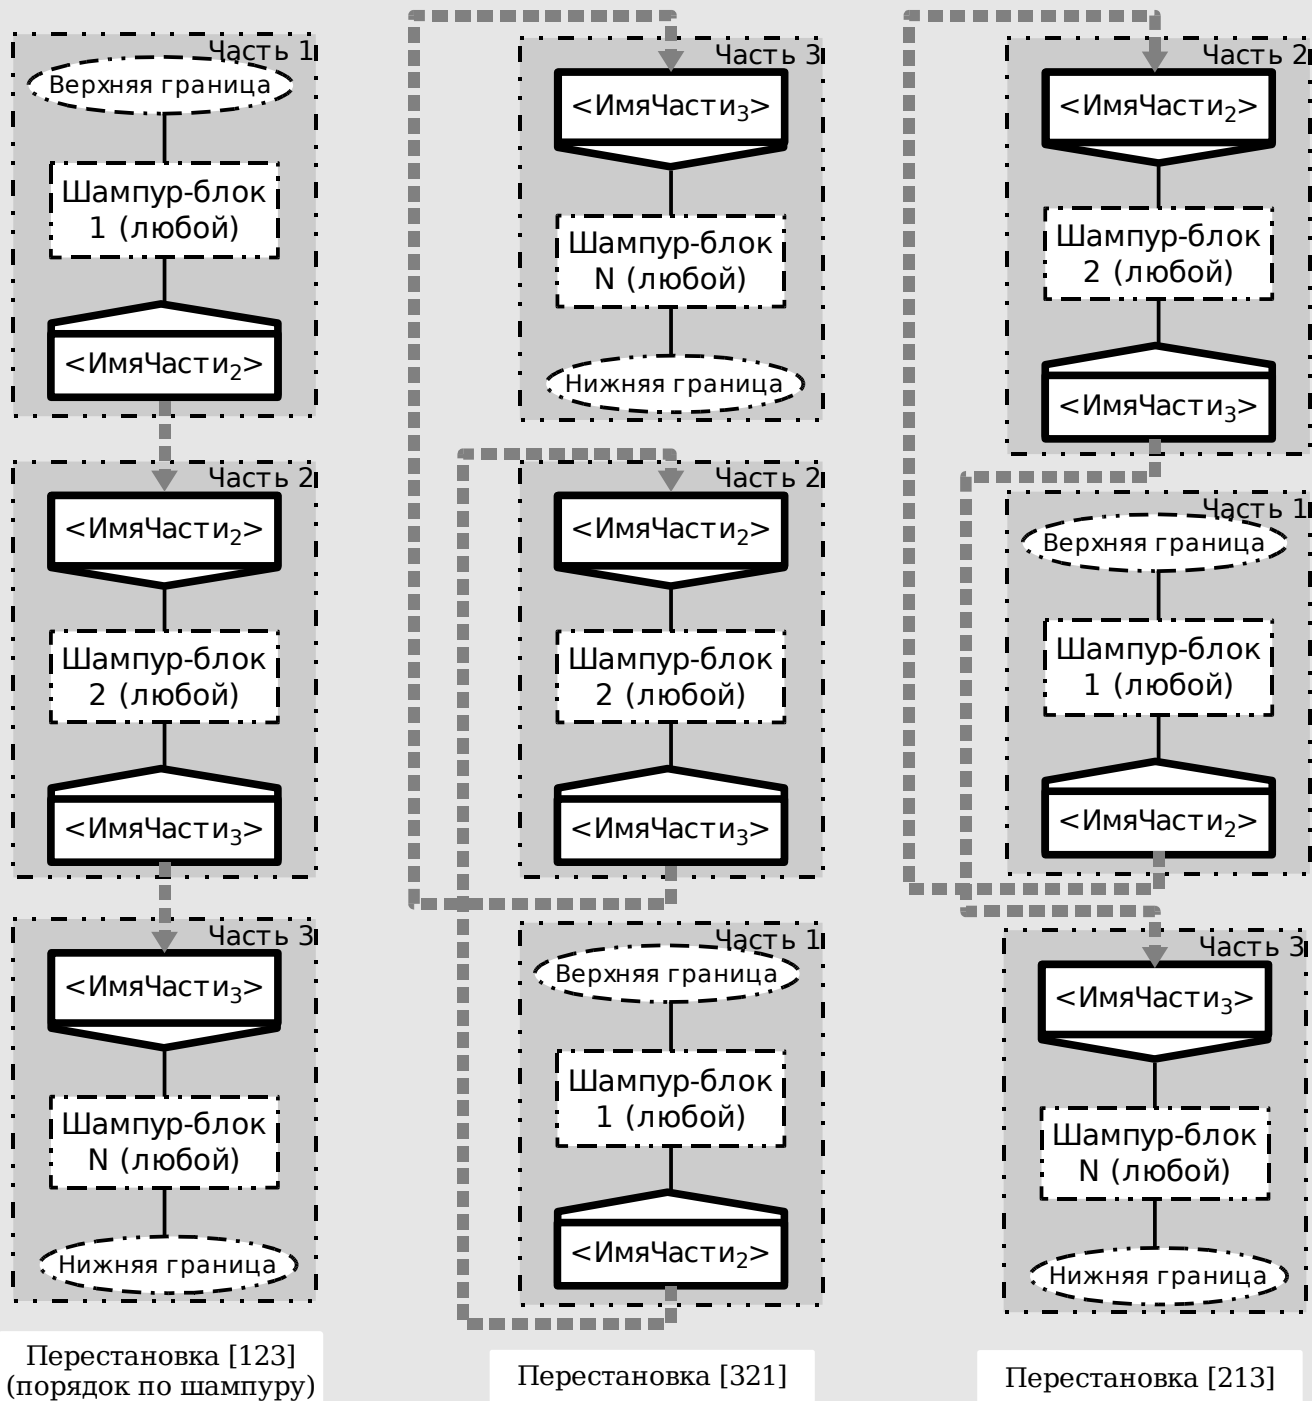 Часть 1
Верхняя граница
Шампур-блок
1 (любой)
<ИмяЧасти₂>
Часть 2
<ИмяЧасти₂>
Шампур-блок
2 (любой)
<ИмяЧасти₃>
Часть 3
<ИмяЧасти₃>
Шампур-блок
N (любой)
Нижняя граница
Перестановка [123]
(порядок по шампуру)
Часть 3
<ИмяЧасти₃>
Шампур-блок
N (любой)
Нижняя граница
Часть 2
<ИмяЧасти₂>
Шампур-блок
2 (любой)
<ИмяЧасти₃>
Часть 1
Верхняя граница
Шампур-блок
1 (любой)
<ИмяЧасти₂>
Перестановка [321]
Часть 2
<ИмяЧасти₂>
Шампур-блок
2 (любой)
<ИмяЧасти₃>
Часть 1
Верхняя граница
Шампур-блок
1 (любой)
<ИмяЧасти₂>
Часть 3
<ИмяЧасти₃>
Шампур-блок
N (любой)
Нижняя граница
Перестановка [213]